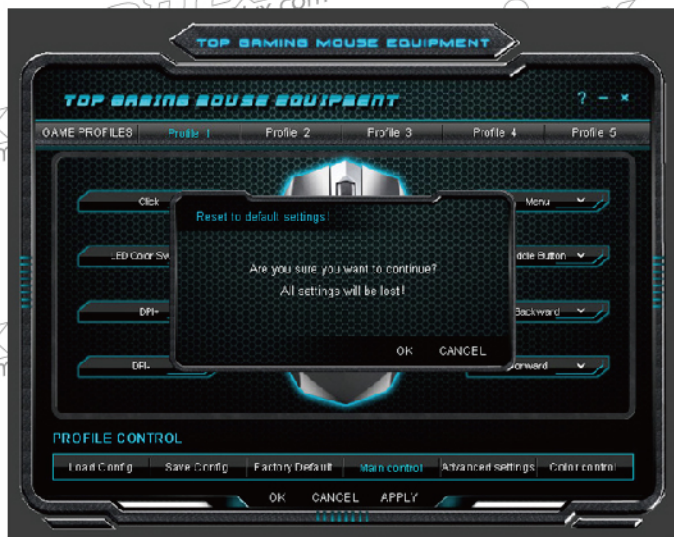 TOP GAMING MOUSE EQUIPMENT
TOP GAMING MOUSE EQUIPMENT
? – ×
GAME PROFILES Profile 1 Profile 2 Profile 3 Profile 4 Profile 5
Click Menu
Reset to default settings!
LED Color Button
Are you sure you want to continue?
All settings will be lost!
DPI+ Backward
OK CANCEL
DPI-
PROFILE CONTROL
Load Config Save Config Factory Default Main control Advanced settings Color control
OK CANCEL APPLY